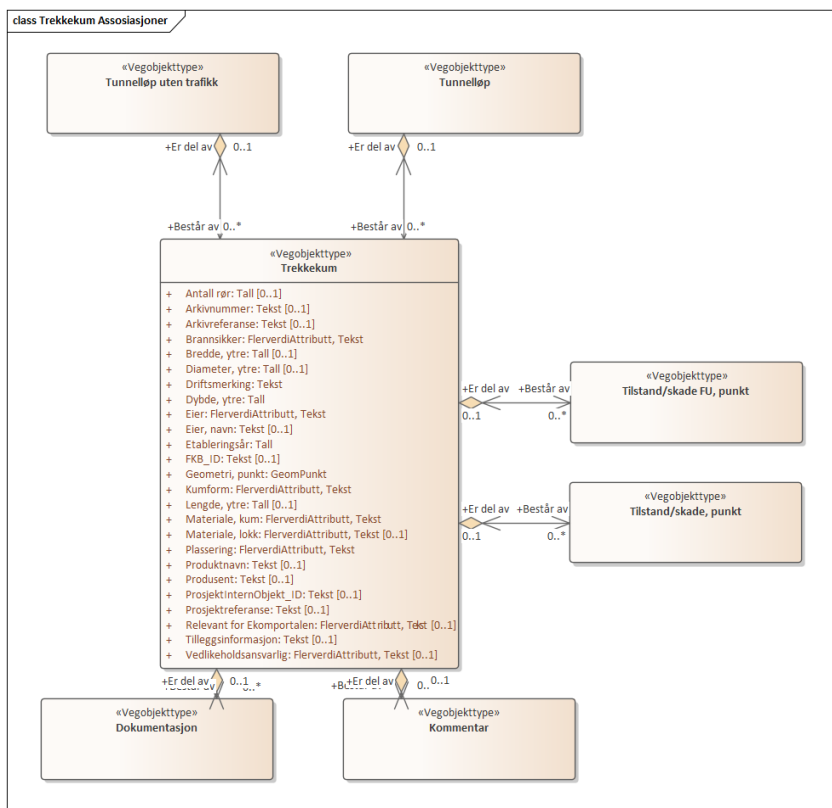 class Trekkekum Assosiasjoner
«Vegobjekttype»
Tunnelløp uten trafikk
«Vegobjekttype»
Tunnelløp
+Er del av 0..1
+Er del av 0..1
+Består av 0..*
+Består av 0..*
«Vegobjekttype»
Trekkekum
+ Antall rør: Tall [0..1]
+ Arkivnummer: Tekst [0..1]
+ Arkivreferanse: Tekst [0..1]
+ Brannsikker: FlerverdiAttributt, Tekst
+ Bredde, ytre: Tall [0..1]
+ Diameter, ytre: Tall [0..1]
+ Driftsmerking: Tekst
+ Dybde, ytre: Tall
+ Eier: FlerverdiAttributt, Tekst
+ Eier, navn: Tekst [0..1]
+ Etableringsår: Tall
+ FKB_ID: Tekst [0..1]
+ Geometri, punkt: GeomPunkt
+ Kumform: FlerverdiAttributt, Tekst
+ Lengde, ytre: Tall [0..1]
+ Materiale, kum: FlerverdiAttributt, Tekst
+ Materiale, lokk: FlerverdiAttributt, Tekst [0..1]
+ Plassering: FlerverdiAttributt, Tekst
+ Produktnavn: Tekst [0..1]
+ Produsent: Tekst [0..1]
+ ProsjektInternObjekt_ID: Tekst [0..1]
+ Prosjektreferanse: Tekst [0..1]
+ Relevant for Ekomportalen: FlerverdiAttributt, Tekst [0..1]
+ Tilleggsinformasjon: Tekst [0..1]
+ Vedlikeholdsansvarlig: FlerverdiAttributt, Tekst [0..1]
+Er del av +Består av
0..1 0..*
«Vegobjekttype»
Tilstand/skade FU, punkt
+Er del av +Består av
0..1 0..*
«Vegobjekttype»
Tilstand/skade, punkt
+Er del av 0..1
+Består av 0..*
+Er del av 0..1
+Består av 0..
«Vegobjekttype»
Dokumentasjon
«Vegobjekttype»
Kommentar